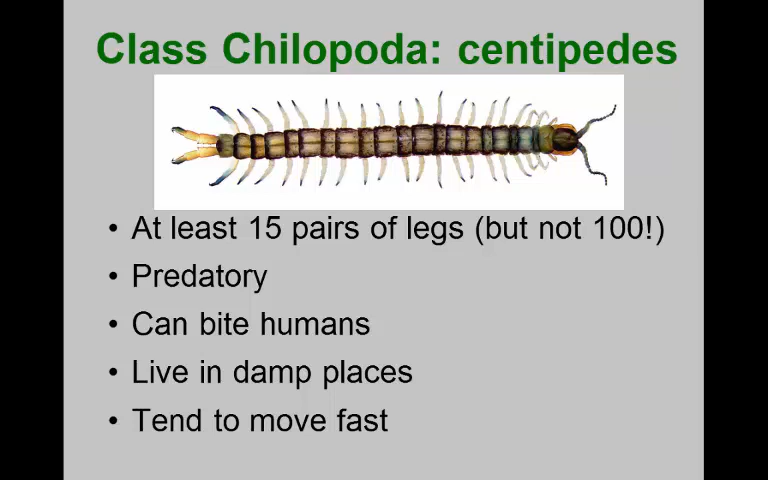 Class Chilopoda: centipedes
• At least 15 pairs of legs (but not 100!)
• Predatory
• Can bite humans
• Live in damp places
• Tend to move fast